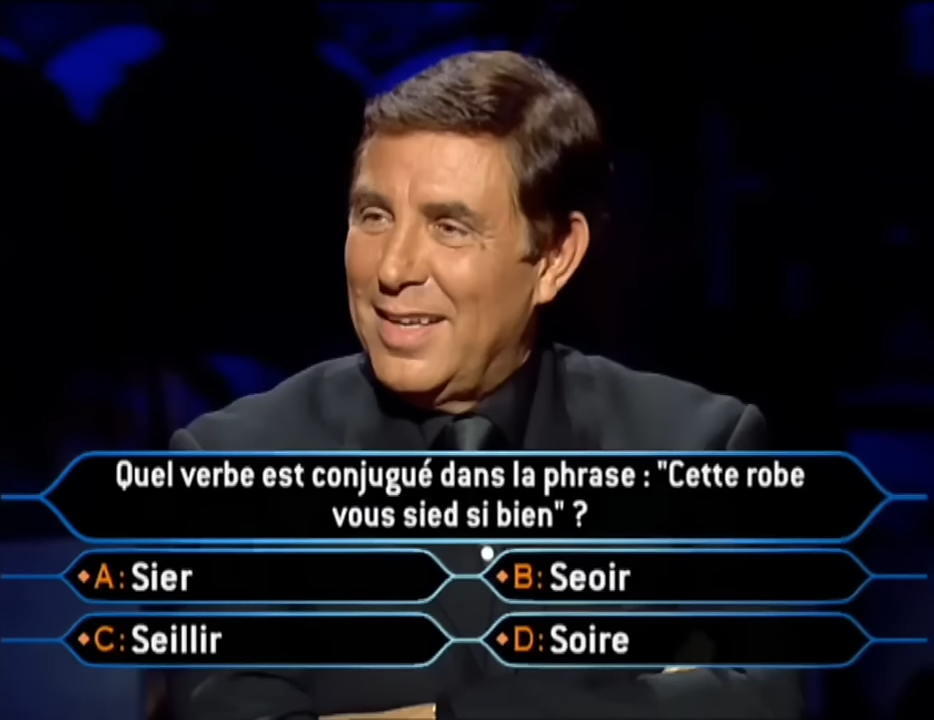 Quel verbe est conjugué dans la phrase : "Cette robe
vous sied si bien" ?
A: Sier
B: Seoir
C: Seillir
D: Soire